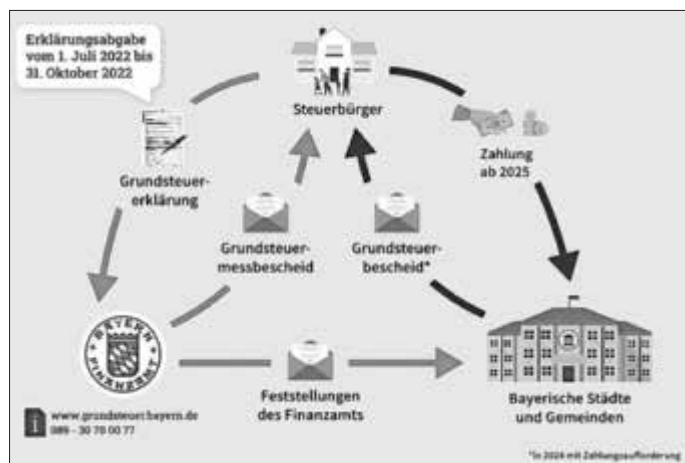 Erklärungsabgabe
vom 1. Juli 2022 bis
31. Oktober 2022
Steuerbürger
Grundsteuer-
erklärung
Zahlung
ab 2025
Grundsteuer-
messbescheid
Grundsteuer-
bescheid*
BAYERN
FINANZAMT
Feststellungen
des Finanzamts
Bayerische Städte
und Gemeinden
i
www.grundsteuer.bayern.de
089 - 30 70 00 77
*in 2024 mit Zahlungsaufforderung